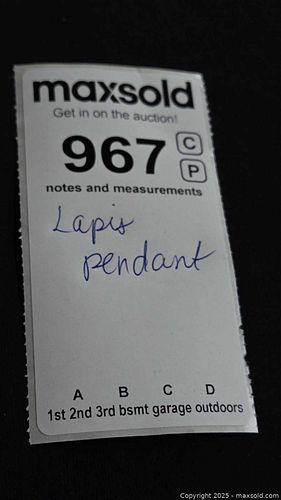 maxsold
Get in on the auction!
967 C
P
notes and measurements
Lapis
pendant
A B C D
1st 2nd 3rd bsmt garage outdoors
Copyright © 2025 - maxsold.com